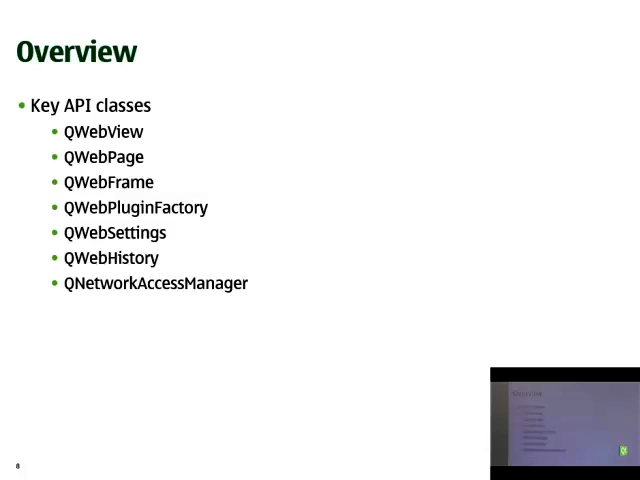 Overview
• Key API classes
• QWebView
• QWebPage
• QWebFrame
• QWebPluginFactory
• QWebSettings
• QWebHistory
• QNetworkAccessManager
8